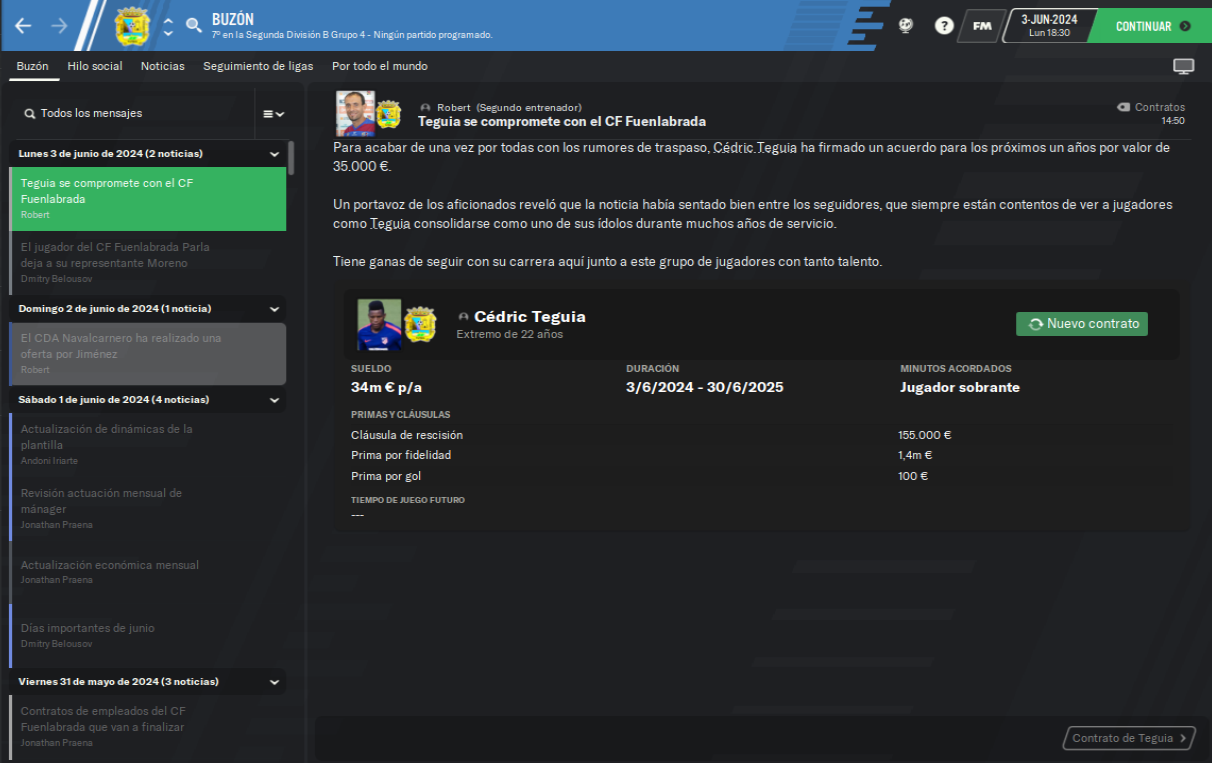 BUZÓN
7º en la Segunda División B Grupo 4 - Ningún partido programado.
?
FM
3-JUN-2024
Lun 18:30
CONTINUAR
Buzón Hilo social Noticias Seguimiento de ligas Por todo el mundo
Todos los mensajes
Lunes 3 de junio de 2024 (2 noticias)
Teguia se compromete con el CF
Fuenlabrada
Robert
El jugador del CF Fuenlabrada Parla
deja a su representante Moreno
Dmitry Belousov
Domingo 2 de junio de 2024 (1 noticia)
El CDA Navalcarnero ha realizado una
oferta por Jiménez
Robert
Sábado 1 de junio de 2024 (4 noticias)
Actualización de dinámicas de la
plantilla
Andoni Iriarte
Revisión actuación mensual de
mánager
Jonathan Praena
Actualización económica mensual
Jonathan Praena
Días importantes de junio
Dmitry Belousov
Viernes 31 de mayo de 2024 (3 noticias)
Contratos de empleados del CF
Fuenlabrada que van a finalizar
Jonathan Praena
Robert (Segundo entrenador)
Teguia se compromete con el CF Fuenlabrada
Contratos
14:50
Para acabar de una vez por todas con los rumores de traspaso, Cédric Teguia ha firmado un acuerdo para los próximos un años por valor de
35.000 €.
Un portavoz de los aficionados reveló que la noticia había sentado bien entre los seguidores, que siempre están contentos de ver a jugadores
como Teguia consolidarse como uno de sus ídolos durante muchos años de servicio.
Tiene ganas de seguir con su carrera aquí junto a este grupo de jugadores con tanto talento.
Cédric Teguia
Extremo de 22 años
Nuevo contrato
SUELDO DURACIÓN MINUTOS ACORDADOS
34m € p/a 3/6/2024 - 30/6/2025 Jugador sobrante
PRIMAS Y CLÁUSULAS
Cláusula de rescisión 155.000 €
Prima por fidelidad 1,4m €
Prima por gol 100 €
TIEMPO DE JUEGO FUTURO
---
Contrato de Teguia